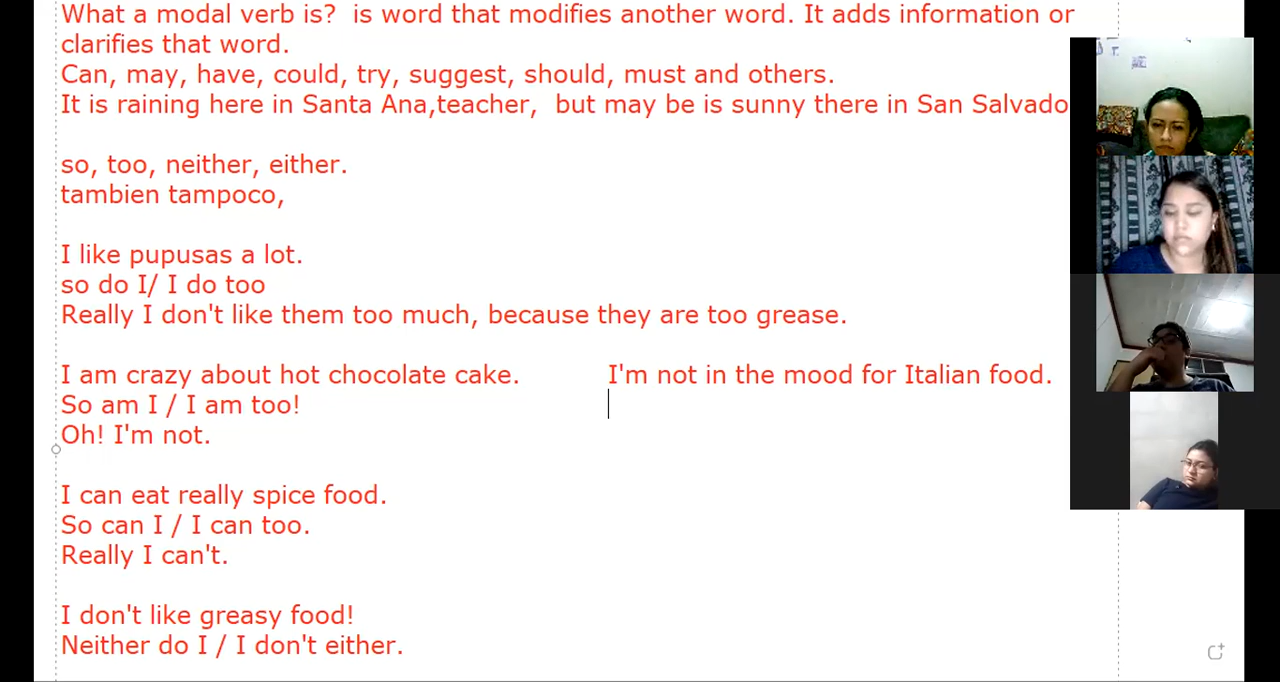 What a modal verb is?  is word that modifies another word. It adds information or
clarifies that word.
Can, may, have, could, try, suggest, should, must and others.
It is raining here in Santa Ana,teacher,  but may be is sunny there in San Salvado
so, too, neither, either.
tambien tampoco,
I like pupusas a lot.
so do I/ I do too
Really I don't like them too much, because they are too grease.
I am crazy about hot chocolate cake.
So am I / I am too!
Oh! I'm not.
I'm not in the mood for Italian food.
I can eat really spice food.
So can I / I can too.
Really I can't.
I don't like greasy food!
Neither do I / I don't either.